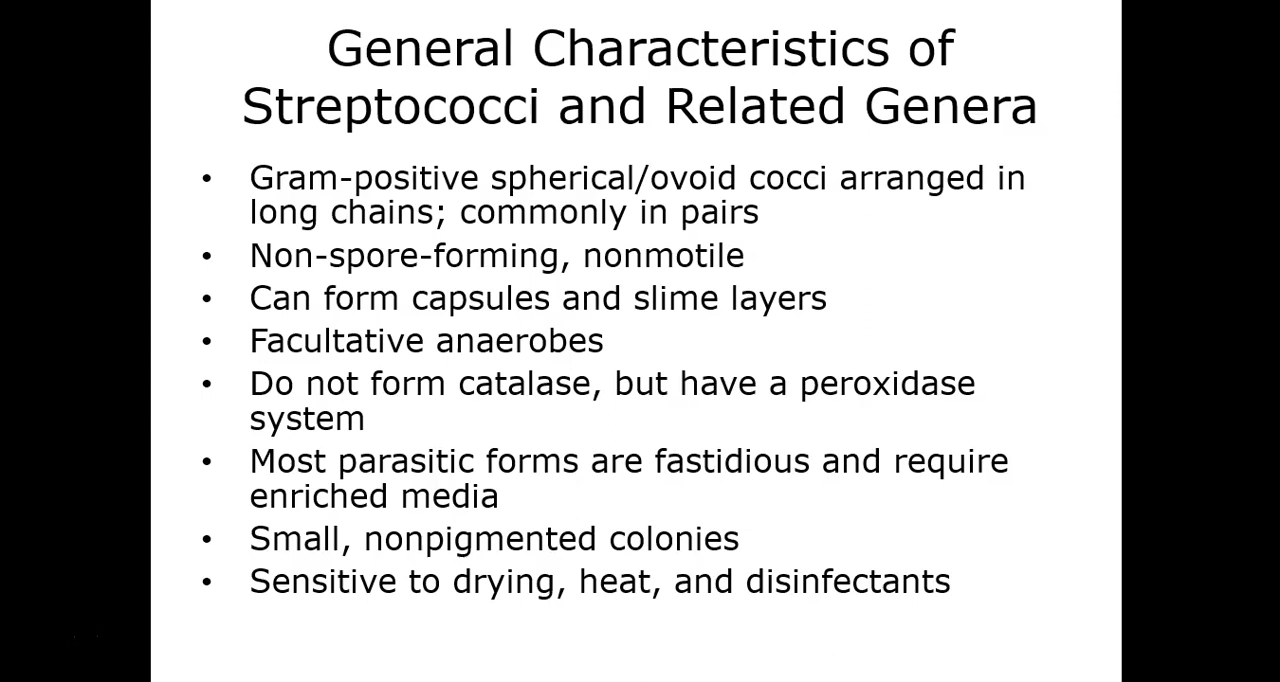 General Characteristics of
Streptococci and Related Genera
• Gram-positive spherical/ovoid cocci arranged in
long chains; commonly in pairs
• Non-spore-forming, nonmotile
• Can form capsules and slime layers
• Facultative anaerobes
• Do not form catalase, but have a peroxidase
system
• Most parasitic forms are fastidious and require
enriched media
• Small, nonpigmented colonies
• Sensitive to drying, heat, and disinfectants